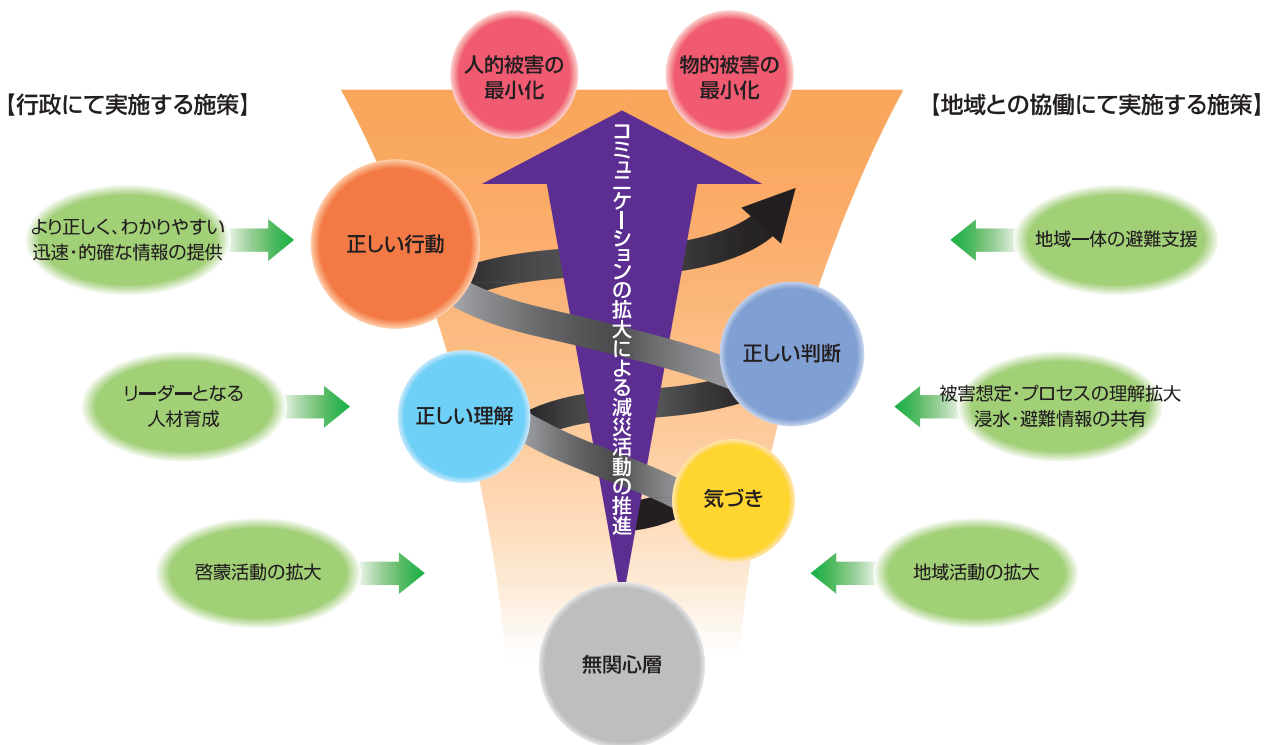 人的被害の
最小化
物的被害の
最小化
【行政にて実施する施策】
【地域との協働にて実施する施策】
コミュニケーションの拡大による減災活動の推進
より正しく、わかりやすい
迅速・的確な情報の提供
正しい行動
地域一体の避難支援
正しい判断
リーダーとなる
人材育成
正しい理解
被害想定・プロセスの理解拡大
浸水・避難情報の共有
気づき
啓蒙活動の拡大
地域活動の拡大
無関心層